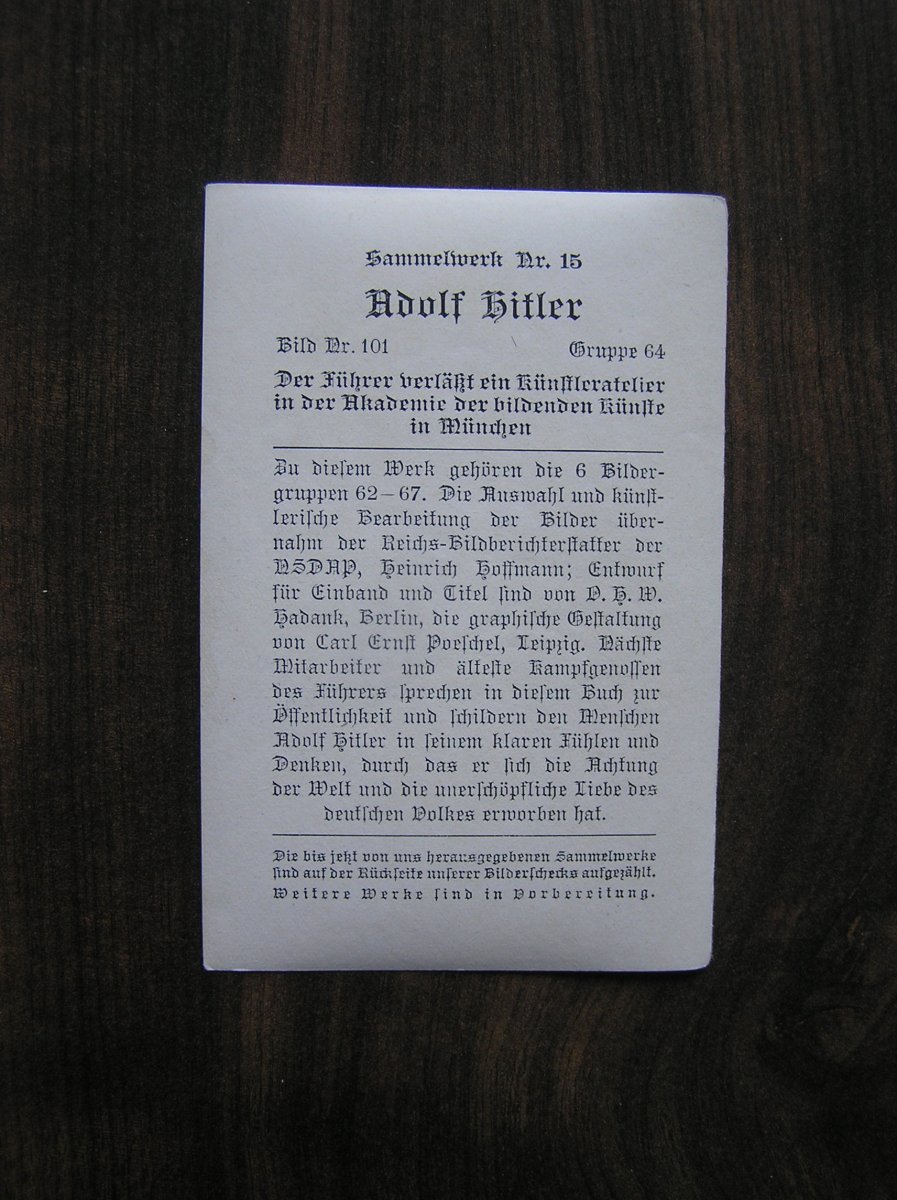 Sammelwerk Nr. 15
Adolf Hitler
Bild Nr. 101 Gruppe 64
Der Führer verläßt ein Künstleratelier
in der Akademie der bildenden Künste
in München
Zu diesem Werk gehören die 6 Bilder-
gruppen 62–67. Die Auswahl und künst-
lerische Bearbeitung der Bilder über-
nahm der Reichs-Bildberichterstatter der
NSDAP, Heinrich Hoffmann; Entwurf
für Einband und Titel sind von O. H. W.
Hadank, Berlin, die graphische Gestaltung
von Carl Ernst Poeschel, Leipzig. Nächste
Mitarbeiter und älteste Kampfgenossen
des Führers sprechen in diesem Buch zur
Öffentlichkeit und schildern den Menschen
Adolf Hitler in seinem klaren Fühlen und
Denken, durch das er sich die Achtung
der Welt und die unerschöpfliche Liebe des
deutschen Volkes erworben hat.
Die bis jetzt von uns herausgegebenen Sammelwerke
sind auf der Rückseite unserer Bilderschecks aufgezählt.
Weitere Werke sind in Vorbereitung.